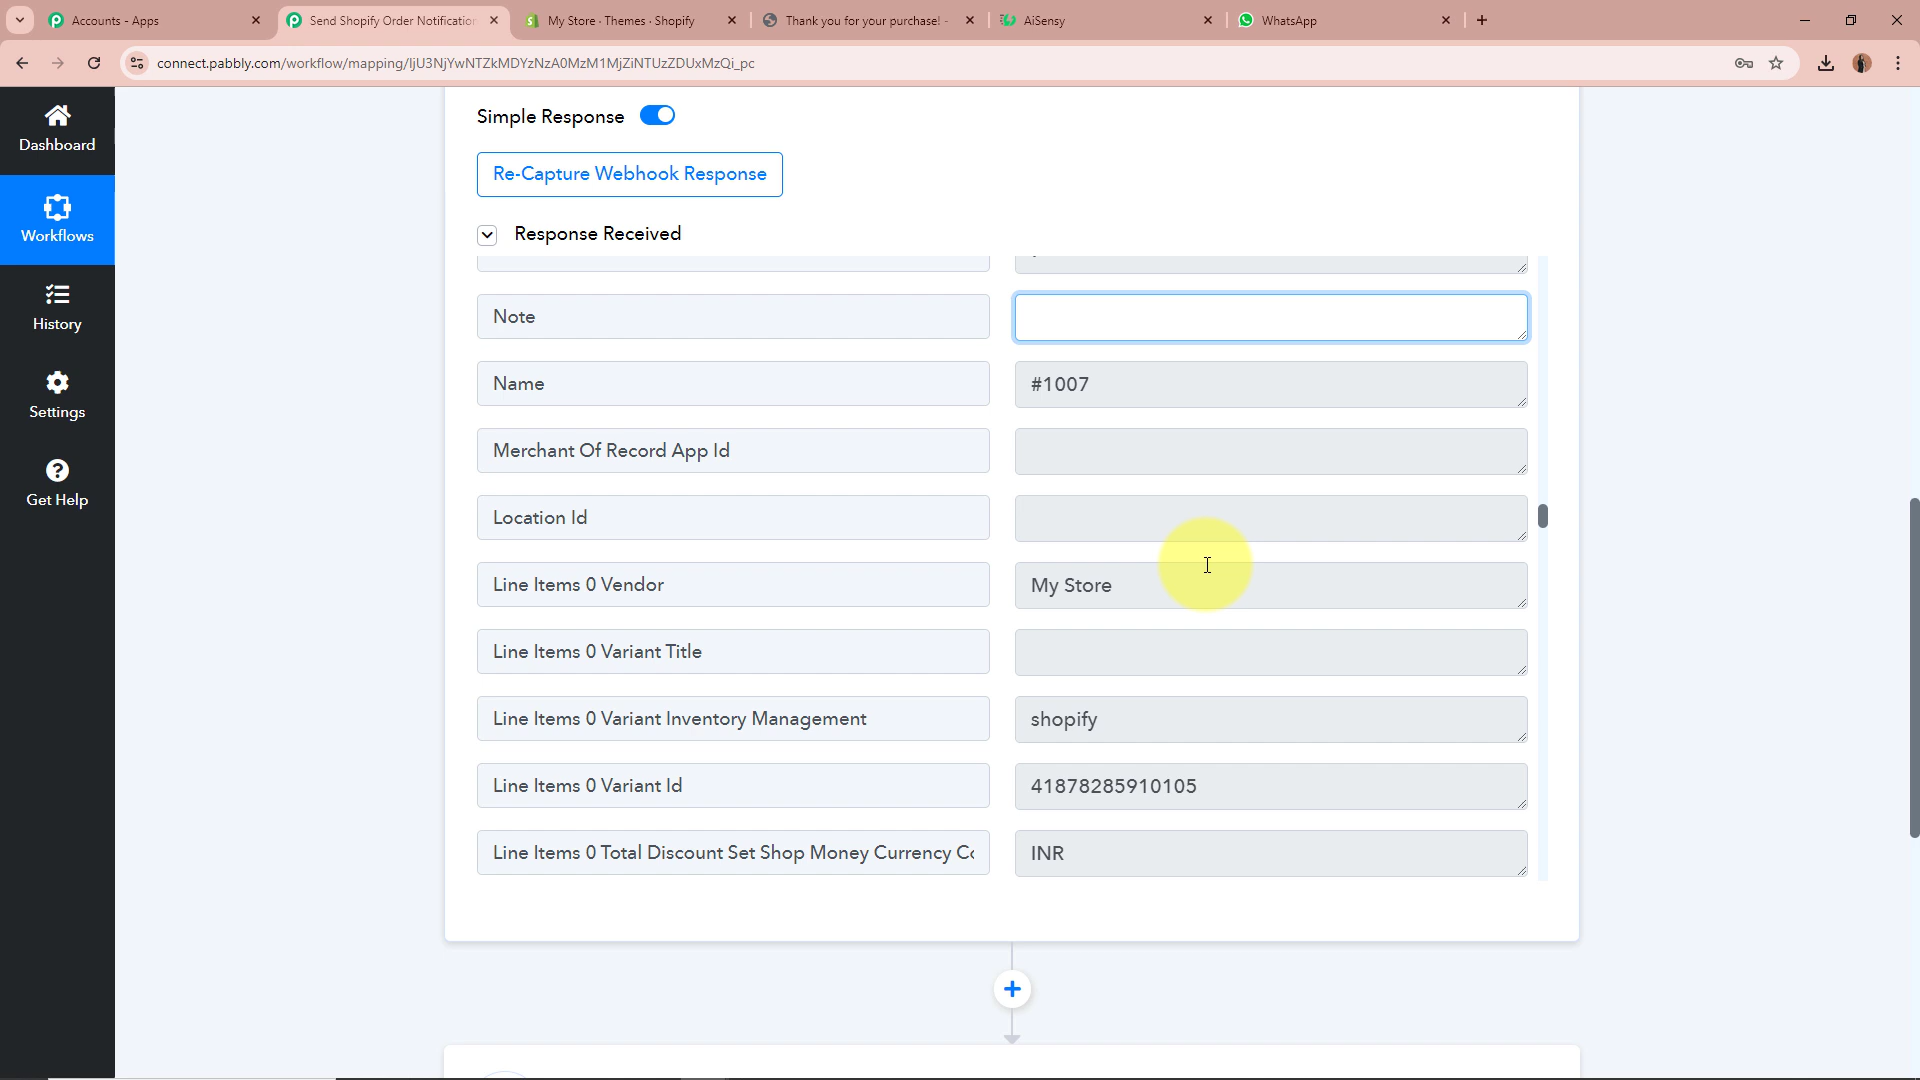 Accounts - Apps
Send Shopify Order Notification
My Store · Themes · Shopify
Thank you for your purchase! -
AiSensy
WhatsApp
connect.pabbly.com/workflow/mapping/IjU3NjYwNTZkMDYzNzA0MzM1MjZiNTUzZDUxMzQi_pc
Dashboard
Workflows
History
Settings
Get Help
Simple Response
Re-Capture Webhook Response
Response Received
Note
Name
#1007
Merchant Of Record App Id
Location Id
Line Items 0 Vendor
My Store
Line Items 0 Variant Title
Line Items 0 Variant Inventory Management
shopify
Line Items 0 Variant Id
41878285910105
Line Items 0 Total Discount Set Shop Money Currency Co
INR